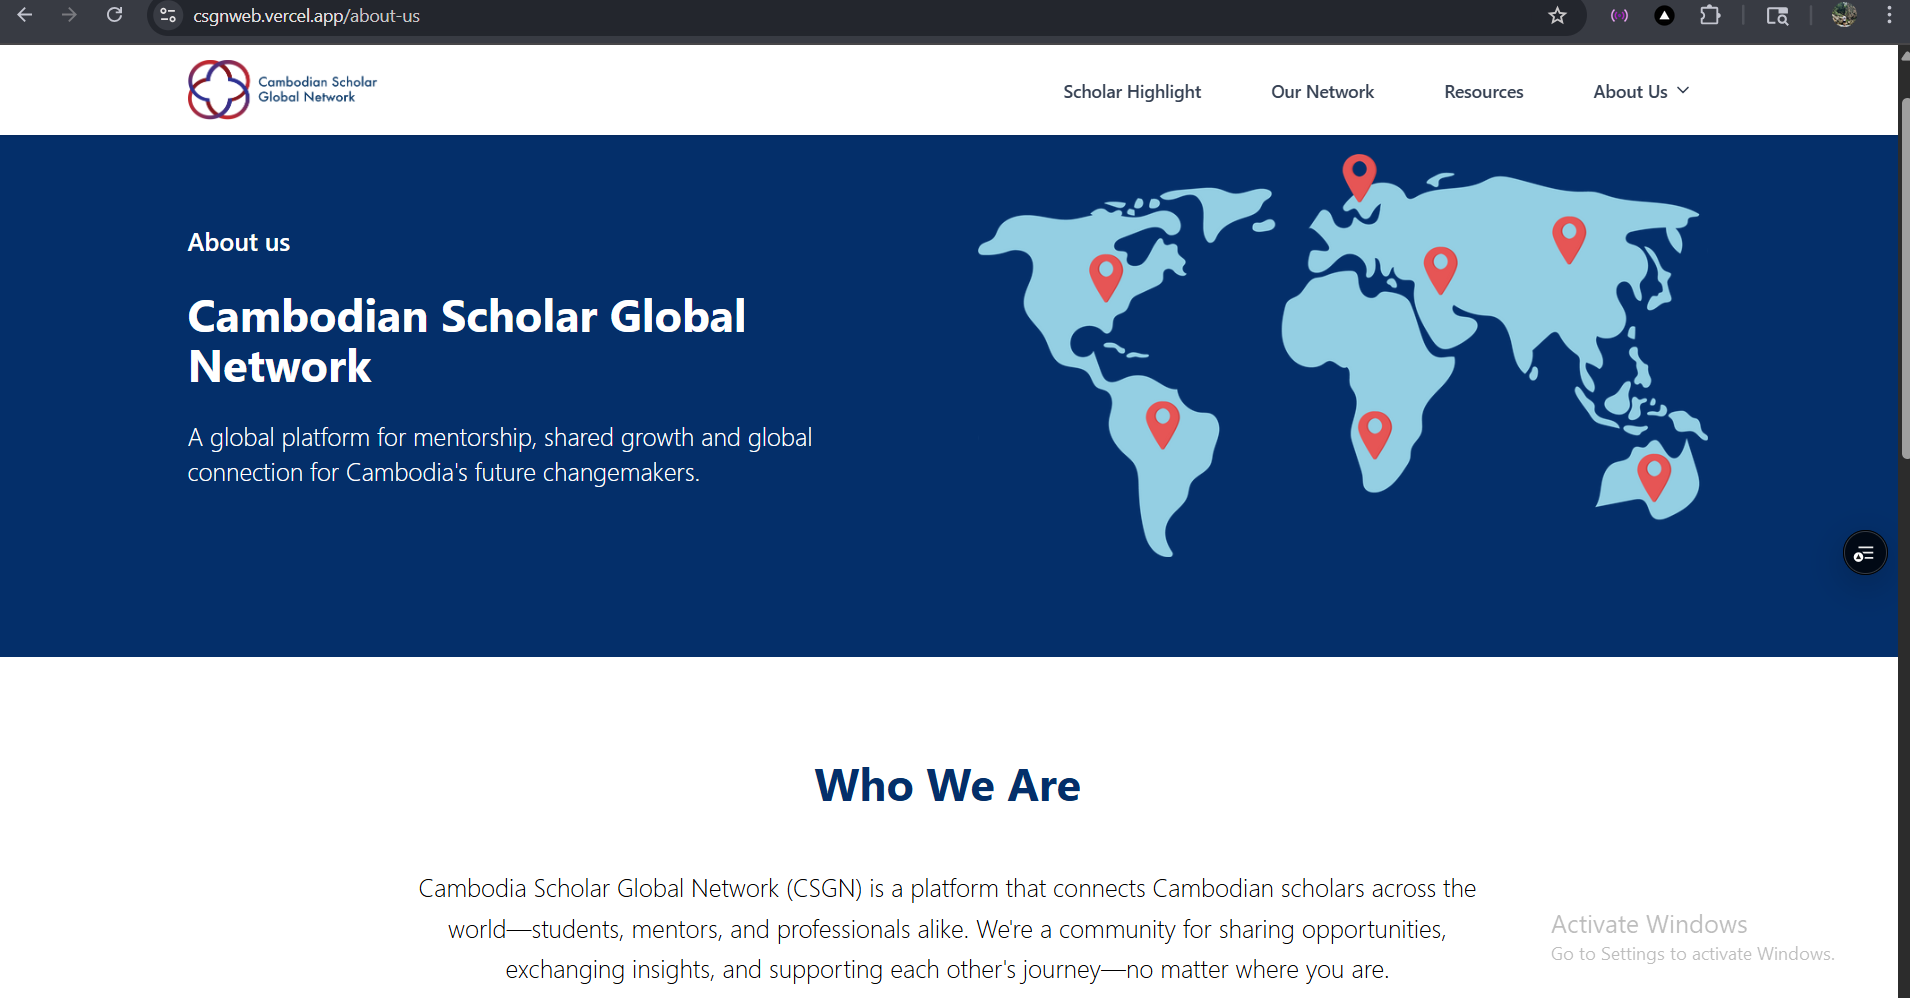 csgnweb.vercel.app/about-us
Cambodian Scholar
Global Network
Scholar Highlight
Our Network
Resources
About Us
About us
Cambodian Scholar Global
Network
A global platform for mentorship, shared growth and global
connection for Cambodia's future changemakers.
Who We Are
Cambodia Scholar Global Network (CSGN) is a platform that connects Cambodian scholars across the
world—students, mentors, and professionals alike. We're a community for sharing opportunities,
exchanging insights, and supporting each other's journey—no matter where you are.
Activate Windows
Go to Settings to activate Windows.